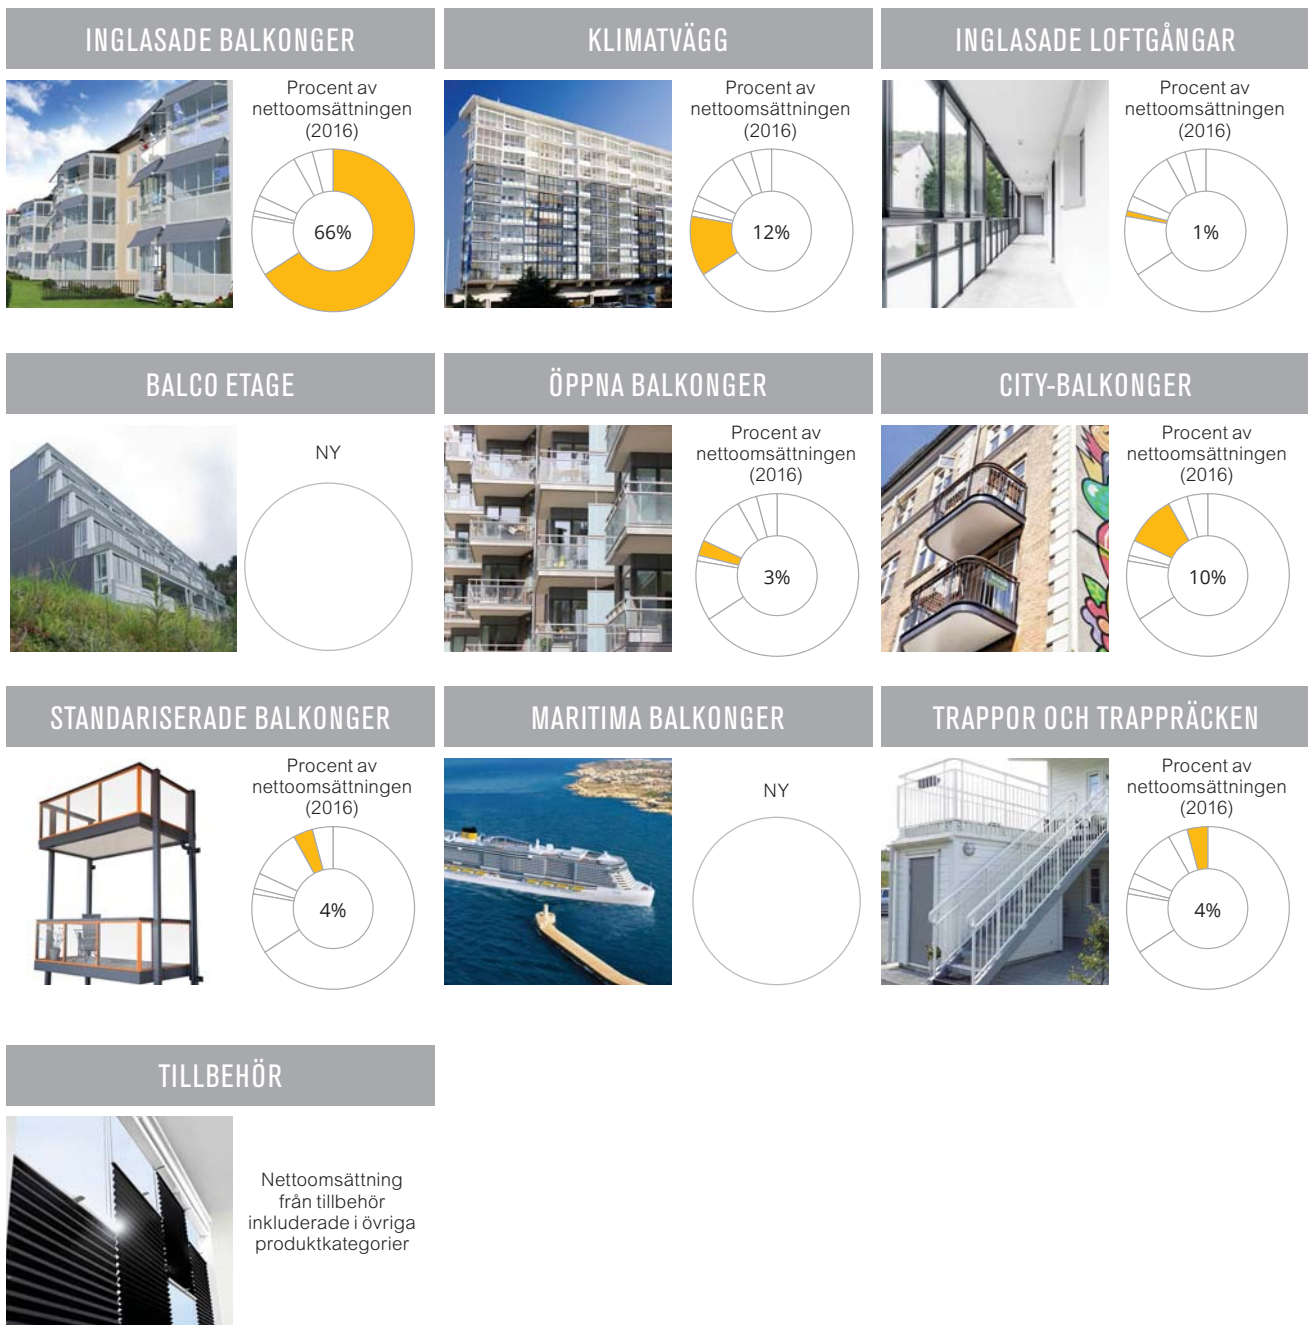 INGLASADE BALKONGER
Procent av
nettoomsättningen
(2016)
66%
KLIMATVÄGG
Procent av
nettoomsättningen
(2016)
12%
INGLASADE LOFTGÅNGAR
Procent av
nettoomsättningen
(2016)
1%
BALCO ETAGE
NY
ÖPPNA BALKONGER
Procent av
nettoomsättningen
(2016)
3%
CITY-BALKONGER
Procent av
nettoomsättningen
(2016)
10%
STANDARISERADE BALKONGER
Procent av
nettoomsättningen
(2016)
4%
MARITIMA BALKONGER
NY
TRAPPOR OCH TRAPPRÄCKEN
Procent av
nettoomsättningen
(2016)
4%
TILLBEHÖR
Nettoomsättning
från tillbehör
inkluderade i övriga
produktkategorier